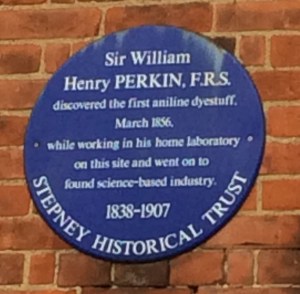 Sir William
Henry PERKIN, F.R.S.
discovered the first aniline dyestuff,
March 1856,
while working in his home laboratory
on this site and went on to
found science-based industry.
1838-1907
STEPNEY HISTORICAL TRUST